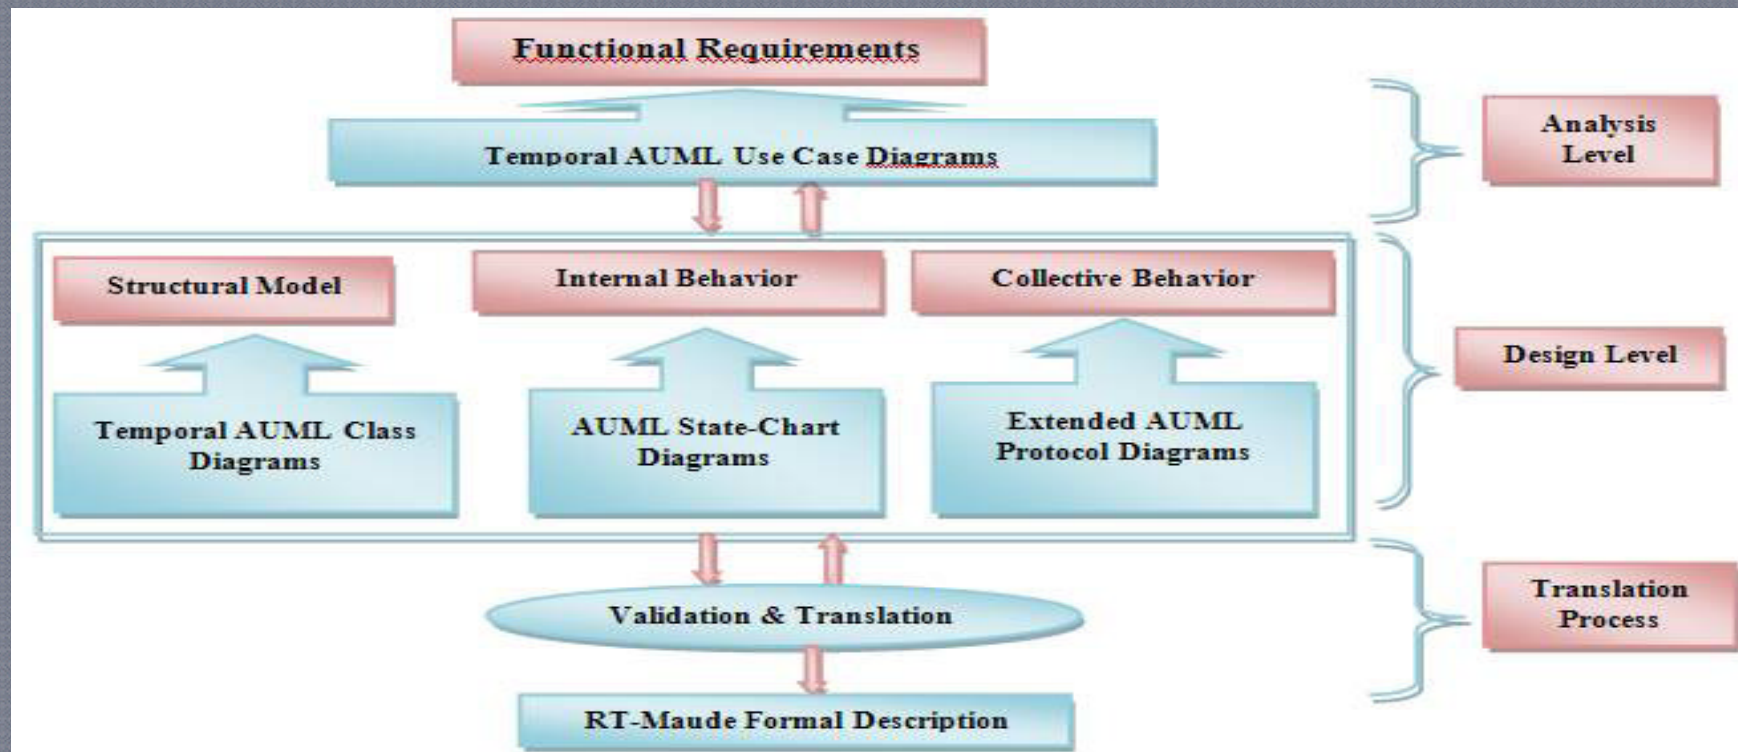 Functional Requirements
Temporal AUML Use Case Diagrams
Analysis
Level
Structural Model
Internal Behavior
Collective Behavior
Temporal AUML Class
Diagrams
AUML State-Chart
Diagrams
Extended AUML
Protocol Diagrams
Design Level
Validation & Translation
RT-Maude Formal Description
Translation
Process